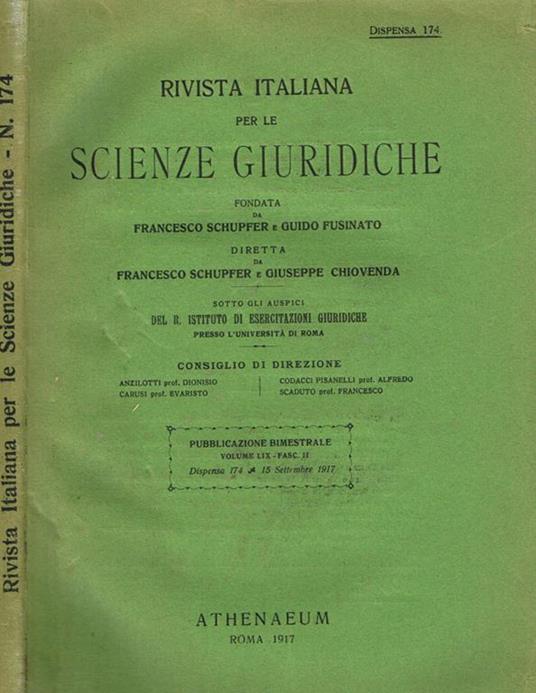 Rivista Italiana per le Scienze Giuridiche - N. 174
DISPENSA 174.
RIVISTA ITALIANA
PER LE
SCIENZE GIURIDICHE
FONDATA
DA
FRANCESCO SCHUPFER E GUIDO FUSINATO
DIRETTA
DA
FRANCESCO SCHUPFER E GIUSEPPE CHIOVENDA
SOTTO GLI AUSPICI
DEL R. ISTITUTO DI ESERCITAZIONI GIURIDICHE
PRESSO L'UNIVERSITÀ DI ROMA
CONSIGLIO DI DIREZIONE
ANZILOTTI prof. DIONISIO
CARUSI prof. EVARISTO
CODACCI PISANELLI prof. ALFREDO
SCADUTO prof. FRANCESCO
PUBBLICAZIONE BIMESTRALE
VOLUME LIX - FASC. II
Dispensa 174 15 Settembre 1917
ATHENAEUM
ROMA 1917